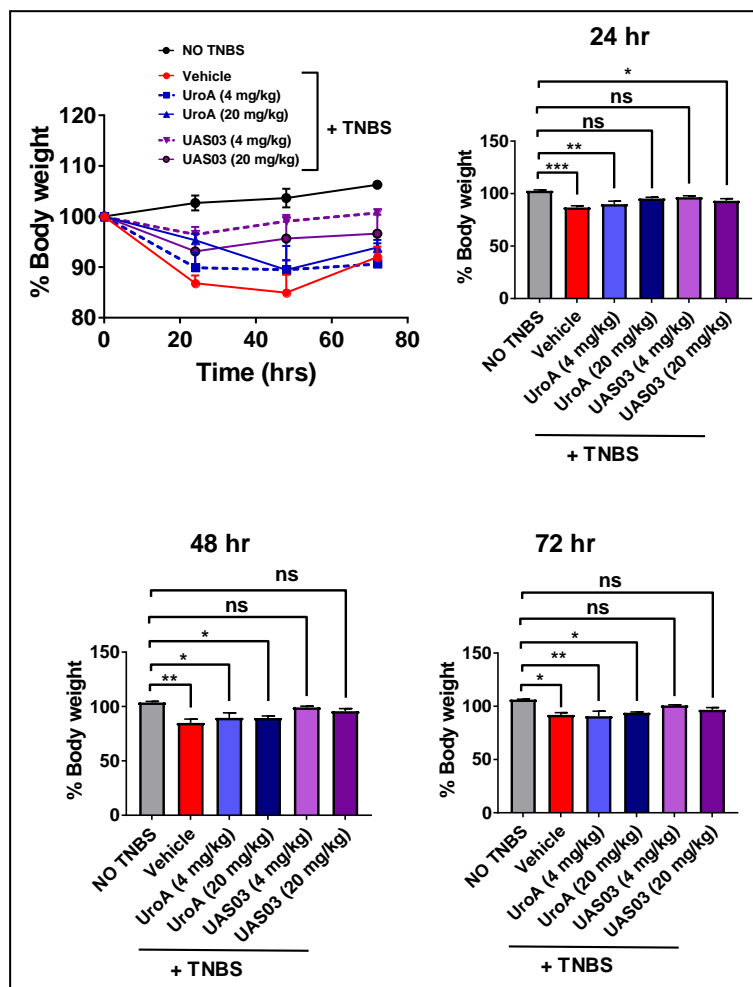 NO TNBS
Vehicle
UroA (4 mg/kg)
UroA (20 mg/kg)
UAS03 (4 mg/kg)
UAS03 (20 mg/kg)
+ TNBS
% Body weight
120
110
100
90
80
0
20
40
60
80
Time (hrs)
24 hr
*
ns
ns
**
***
% Body weight
150
100
50
0
NO TNBS
Vehicle
UroA (4 mg/kg)
UroA (20 mg/kg)
UAS03 (4 mg/kg)
UAS03 (20 mg/kg)
+ TNBS
48 hr
ns
ns
*
*
**
% Body weight
150
100
50
0
NO TNBS
Vehicle
UroA (4 mg/kg)
UroA (20 mg/kg)
UAS03 (4 mg/kg)
UAS03 (20 mg/kg)
+ TNBS
72 hr
ns
ns
*
**
*
% Body weight
150
100
50
0
NO TNBS
Vehicle
UroA (4 mg/kg)
UroA (20 mg/kg)
UAS03 (4 mg/kg)
UAS03 (20 mg/kg)
+ TNBS